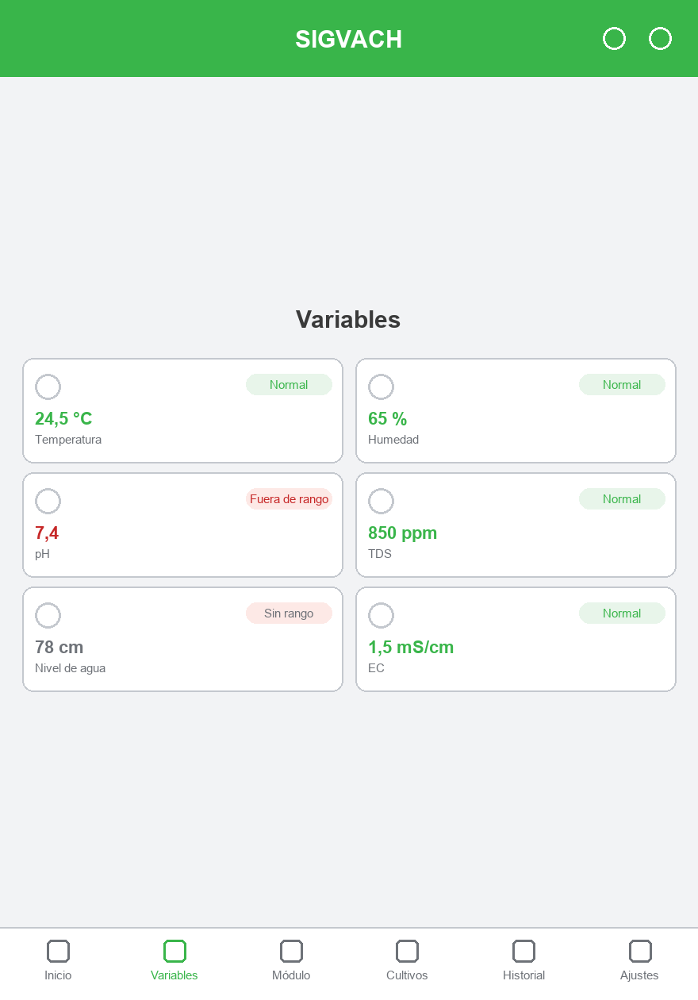 SIGVACH
Variables
Normal
24,5 °C
Temperatura
Normal
65 %
Humedad
Fuera de rango
7,4
pH
Normal
850 ppm
TDS
Sin rango
78 cm
Nivel de agua
Normal
1,5 mS/cm
EC
Inicio
Variables
Módulo
Cultivos
Historial
Ajustes